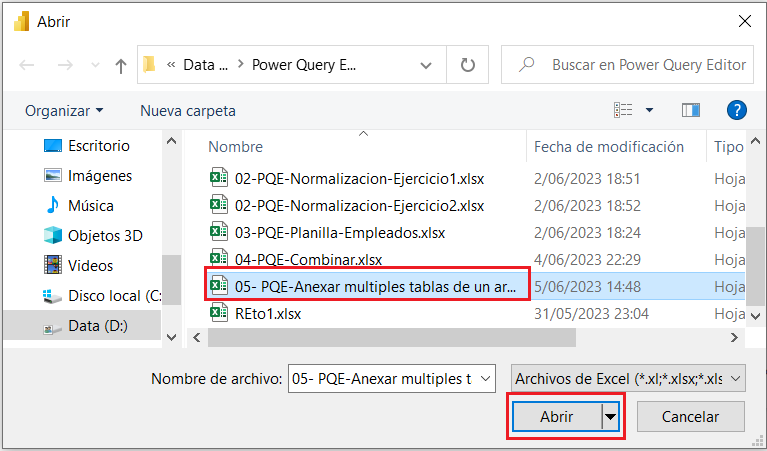 Abrir
« Data ... > Power Query E...
Buscar en Power Query Editor
Organizar
Nueva carpeta
?
Escritorio
Imágenes
Música
Objetos 3D
Videos
Disco local (C:
Data (D:)
Nombre Fecha de modificación Tipo
02-PQE-Normalizacion-Ejercicio1.xlsx 2/06/2023 18:51 Hoja
02-PQE-Normalizacion-Ejercicio2.xlsx 2/06/2023 18:52 Hoja
03-PQE-Planilla-Empleados.xlsx 2/06/2023 18:24 Hoja
04-PQE-Combinar.xlsx 4/06/2023 22:29 Hoja
05- PQE-Anexar multiples tablas de un ar... 5/06/2023 14:48 Hoja
REto1.xlsx 31/05/2023 23:04 Hoja
Nombre de archivo: 05- PQE-Anexar multiples t
Archivos de Excel (*.xl;*.xlsx;*.xls
Abrir
Cancelar